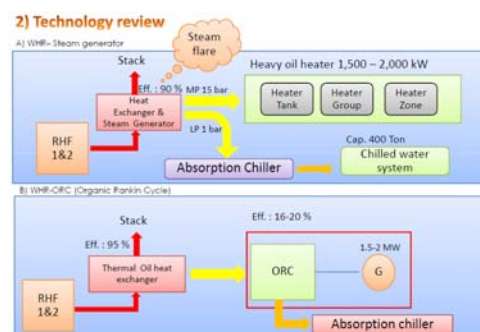 2) Technology review
A) WHR– Steam generator
Steam
flare
Stack
Eff. : 90 %
MP 15 bar
Heat
Exchanger &
Steam Generator
LP 1 bar
RHF
1&2
Heavy oil heater 1,500 – 2,000 kW
Heater
Tank
Heater
Group
Heater
Zone
Cap. 400 Ton
Absorption Chiller
Chilled water
system
B) WHR-ORC (Organic Rankin Cycle)
Stack
Eff. : 95 %
Thermal Oil heat
exchanger
RHF
1&2
Eff. : 16-20 %
ORC
1.5-2 MW
G
Absorption chiller